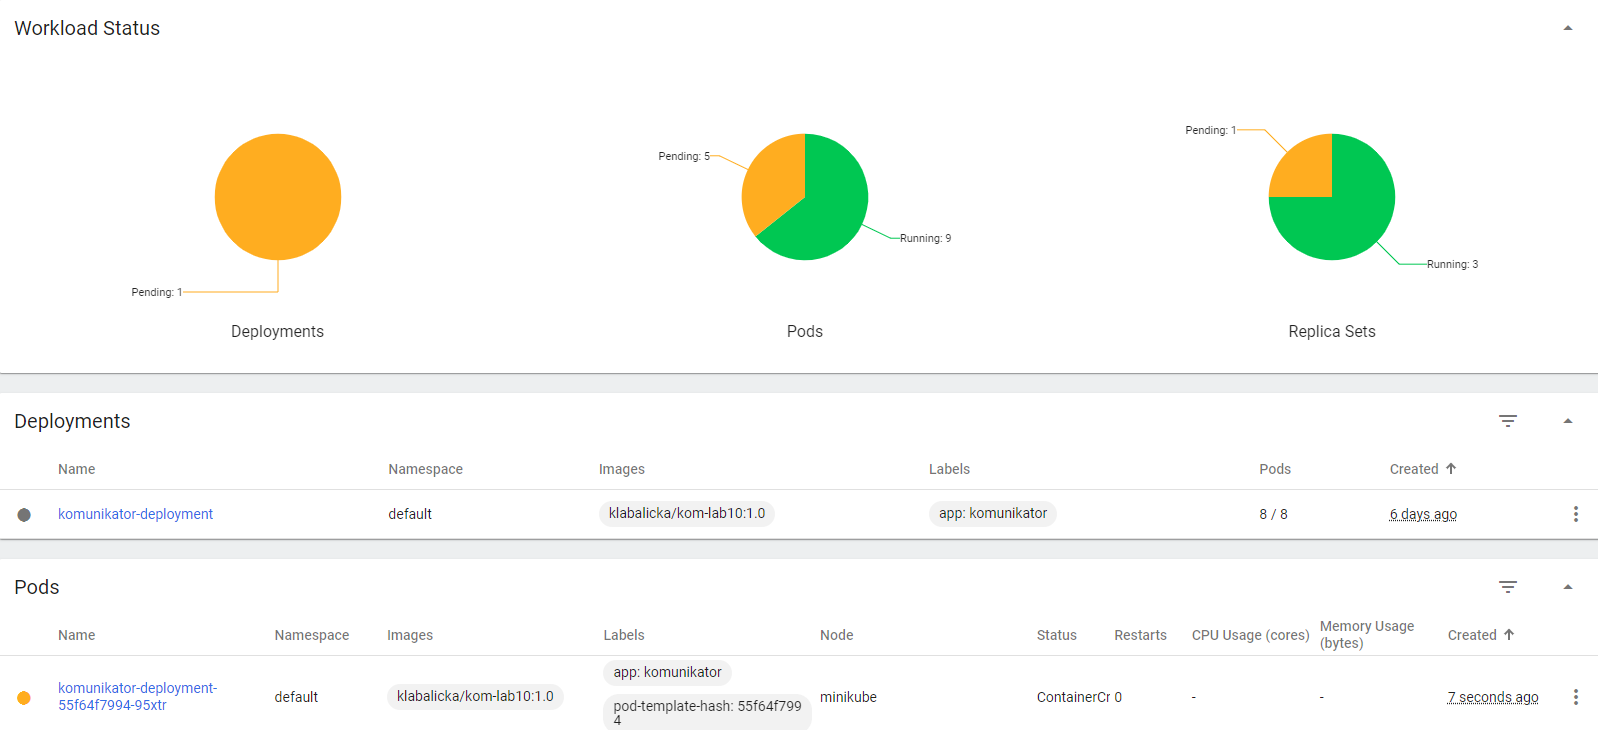 Workload Status
Pending: 1
Deployments
Pending: 5
Running: 9
Pods
Pending: 1
Running: 3
Replica Sets
Deployments
Name Namespace Images Labels Pods Created
komunikator-deployment default klabalicka/kom-lab10:1.0 app: komunikator 8 / 8 6 days ago
Pods
Name Namespace Images Labels Node Status Restarts CPU Usage (cores) Memory Usage (bytes) Created
komunikator-deployment-
55f64f7994-95xtr
default
klabalicka/kom-lab10:1.0
app: komunikator
pod-template-hash: 55f64f799
4
minikube
ContainerCr
0
-
-
7 seconds ago